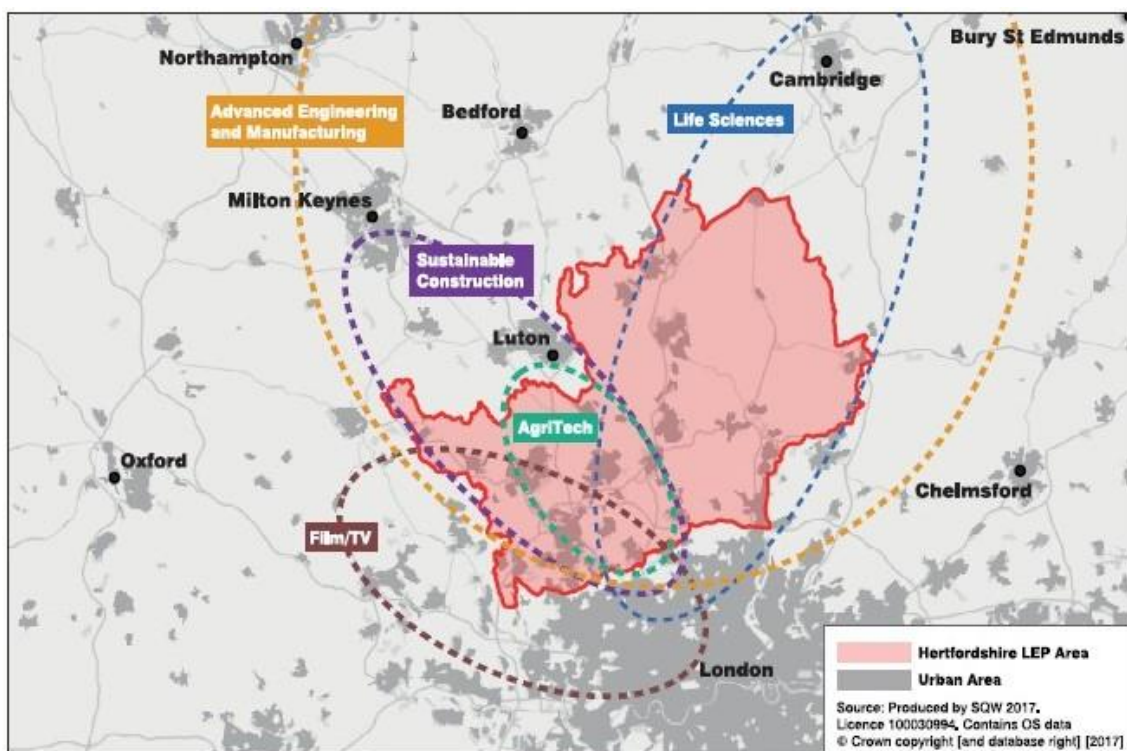 Northampton
Bury St Edmunds
Cambridge
Advanced Engineering
and Manufacturing
Bedford
Life Sciences
Milton Keynes
Sustainable
Construction
Luton
AgriTech
Oxford
Chelmsford
Film/TV
London
Hertfordshire LEP Area
Urban Area
Source: Produced by SQW 2017.
Licence 100030994, Contains OS data
© Crown copyright [and database right] [2017]